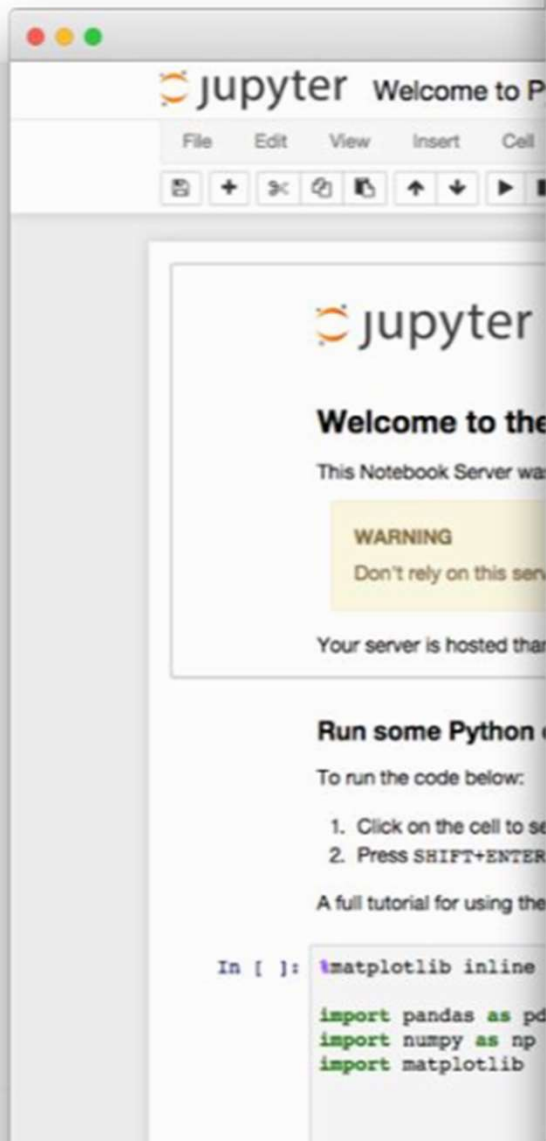 jupyter Welcome to P
File Edit View Insert Cell
jupyter
Welcome to the
This Notebook Server was
WARNING
Don't rely on this serv
Your server is hosted than
Run some Python
To run the code below:
1. Click on the cell to se
2. Press SHIFT+ENTER
A full tutorial for using the
In [ ]: %matplotlib inline
import pandas as pd
import numpy as np
import matplotlib